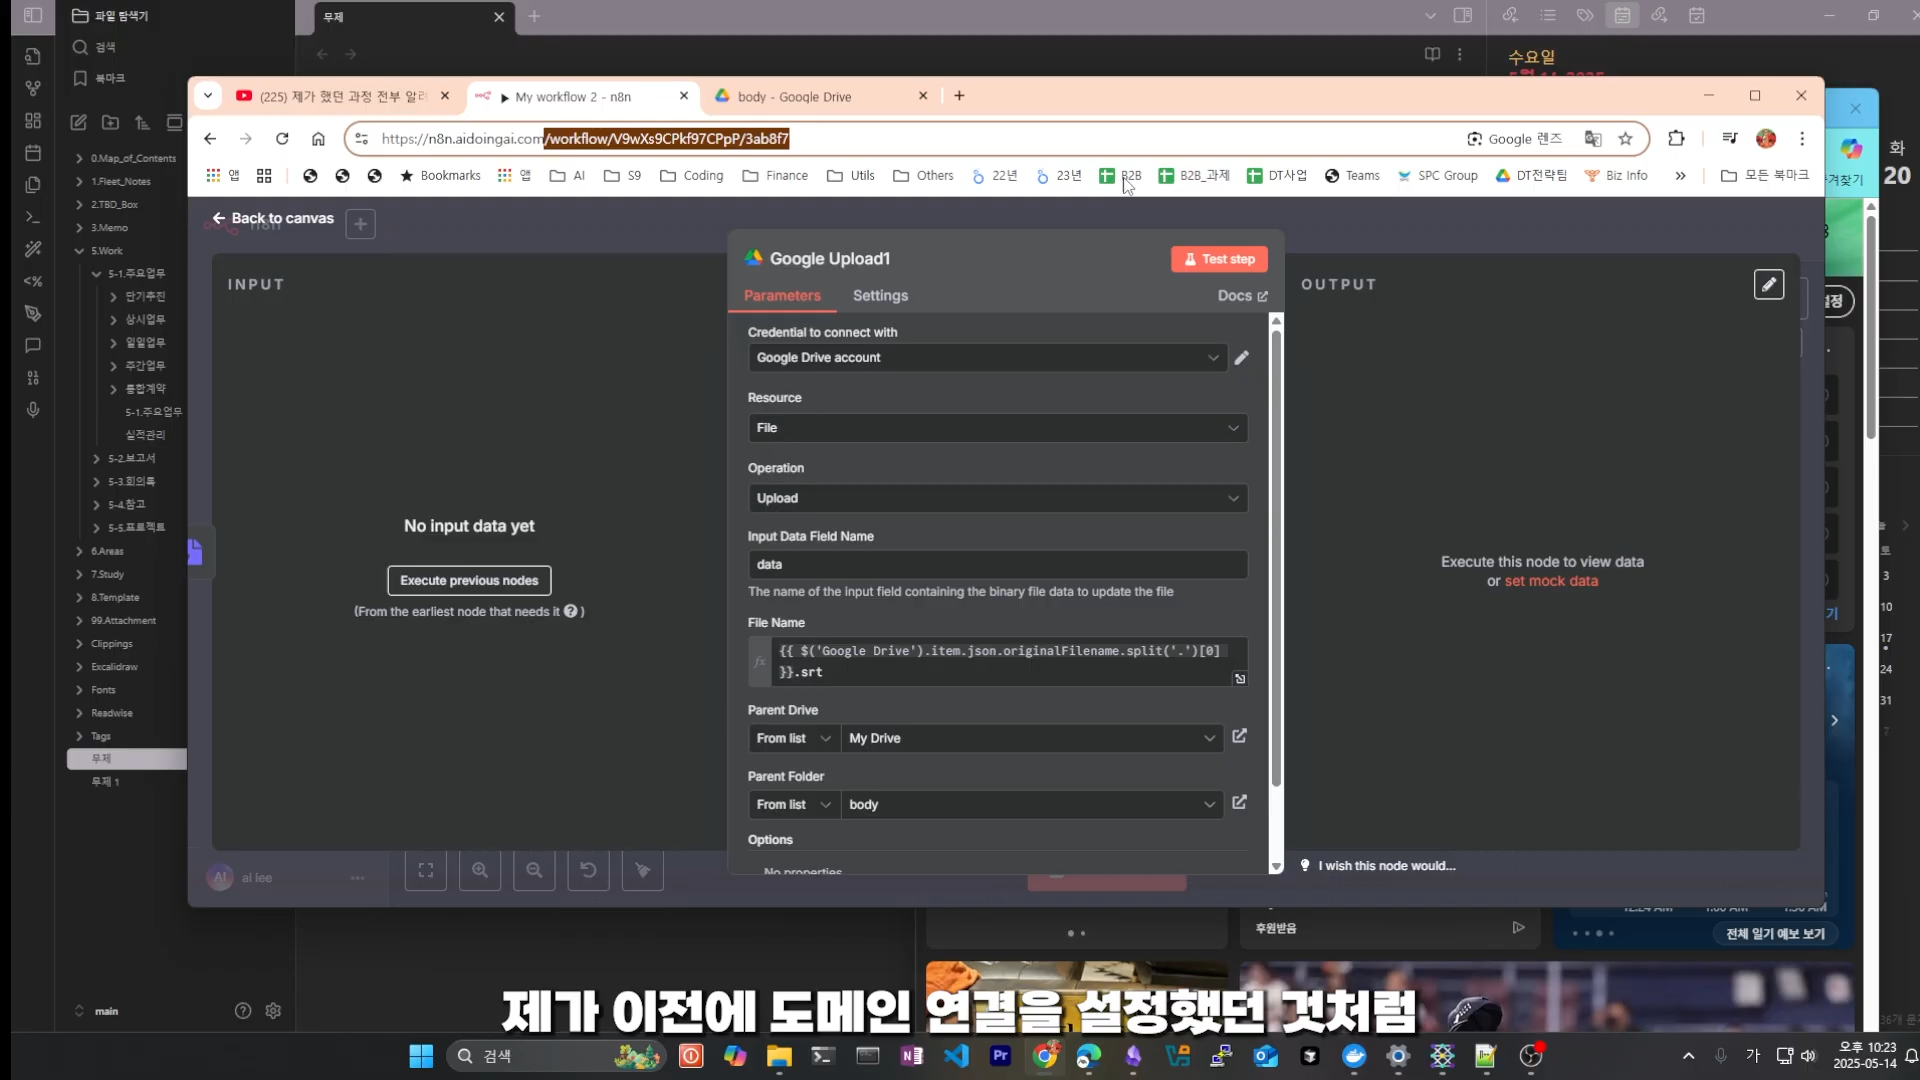 파일 탐색기
무제
검색
북마크
수요일
(225) 제가 했던 과정 전부 알려
My workflow 2 - n8n
body - Google Drive
https://n8n.aidoingai.com/workflow/V9wXs9CPkf97CPpP/3ab8f7
Google 렌즈
앱
Bookmarks
앱
AI
S9
Coding
Finance
Utils
Others
22년
23년
B2B
B2B_과제
DT사업
Teams
SPC Group
DT전략팀
Biz Info
모든 북마크
화
20
0.Map_of_Contents
1.Fleet_Notes
2.TBD_Box
3.Memo
5.Work
5-1.주요업무
단기추진
상시업무
일일업무
주간업무
통합계약
5-1.주요업무
실적관리
5-2.보고서
5-3.회의록
5-4.참고
5-5.프로젝트
6.Areas
7.Study
8.Template
99.Attachment
Clippings
Excalidraw
Fonts
Readwise
Tags
무제
무제 1
main
Back to canvas
n8n
INPUT
No input data yet
Execute previous nodes
(From the earliest node that needs it ? )
Google Upload1
Test step
Parameters
Settings
Docs
Credential to connect with
Google Drive account
Resource
File
Operation
Upload
Input Data Field Name
data
The name of the input field containing the binary file data to update the file
File Name
fx
{{ $('Google Drive').item.json.originalFilename.split('.')[0]
}}.srt
Parent Drive
From list
My Drive
Parent Folder
From list
body
Options
No properties
OUTPUT
Execute this node to view data
or set mock data
I wish this node would...
AI
al lee
토
3
10
17
24
31
후원받음
전체 일기 예보 보기
제가 이전에 도메인 연결을 설정했던 것처럼
검색
가
오후 10:23
2025-05-14